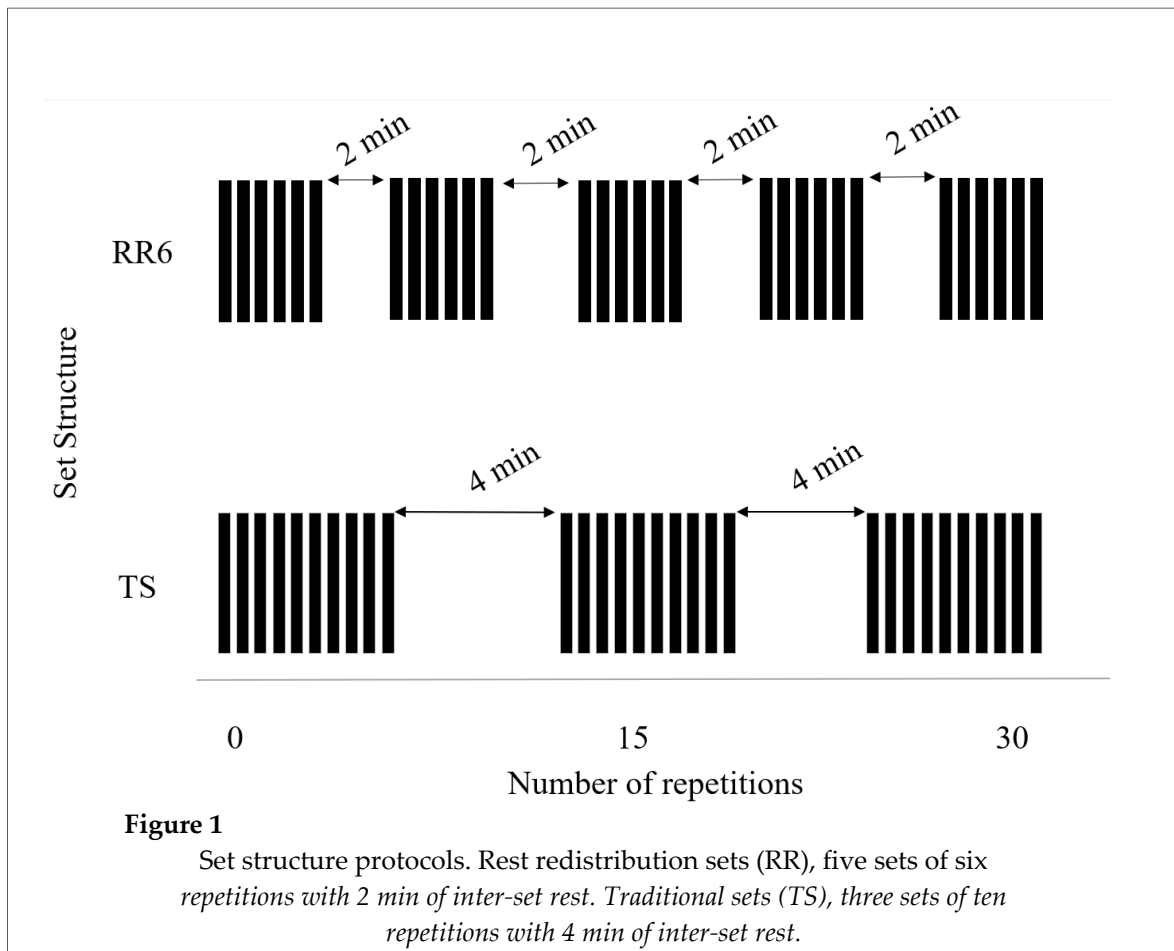 2 min
2 min
2 min
2 min
RR6
Set Structure
4 min
4 min
TS
0
15
30
Number of repetitions
Figure 1
Set structure protocols. Rest redistribution sets (RR), five sets of six
repetitions with 2 min of inter-set rest. Traditional sets (TS), three sets of ten
repetitions with 4 min of inter-set rest.